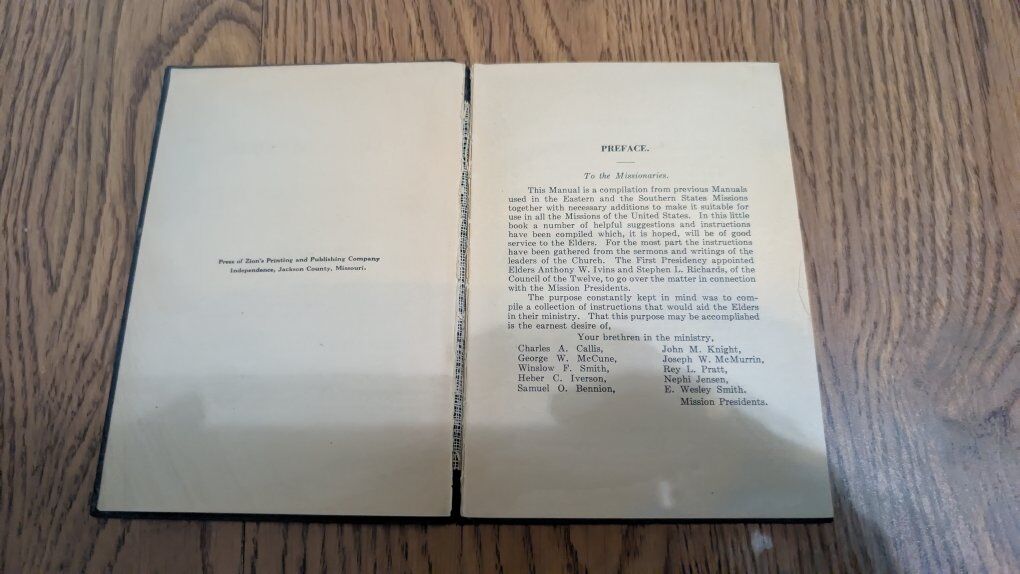 Press of Zion's Printing and Publishing Company
Independence, Jackson County, Missouri.
PREFACE.
To the Missionaries.
This Manual is a compilation from previous Manuals
used in the Eastern and the Southern States Missions
together with necessary additions to make it suitable for
use in all the Missions of the United States. In this little
book a number of helpful suggestions and instructions
have been compiled which, it is hoped, will be of good
service to the Elders. For the most part the instructions
have been gathered from the sermons and writings of the
leaders of the Church. The First Presidency appointed
Elders Anthony W. Ivins and Stephen L. Richards, of the
Council of the Twelve, to go over the matter in connection
with the Mission Presidents.
The purpose constantly kept in mind was to com-
pile a collection of instructions that would aid the Elders
in their ministry. That this purpose may be accomplished
is the earnest desire of,
Your brethren in the ministry,
Charles A. Callis, John M. Knight,
George W. McCune, Joseph W. McMurrin,
Winslow F. Smith, Rey L. Pratt,
Heber C. Iverson, Nephi Jensen,
Samuel O. Bennion, E. Wesley Smith.
Mission Presidents.